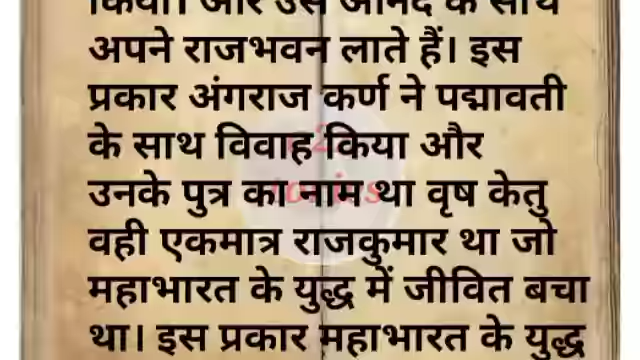 किया। और उसे आनंद के साथ
अपने राजभवन लाते हैं। इस
प्रकार अंगराज कर्ण ने पद्मावती
के साथ विवाह किया और
उनके पुत्र का नाम था वृष केतु
वही एकमात्र राजकुमार था जो
महाभारत के युद्ध में जीवित बचा
था। इस प्रकार महाभारत के युद्ध